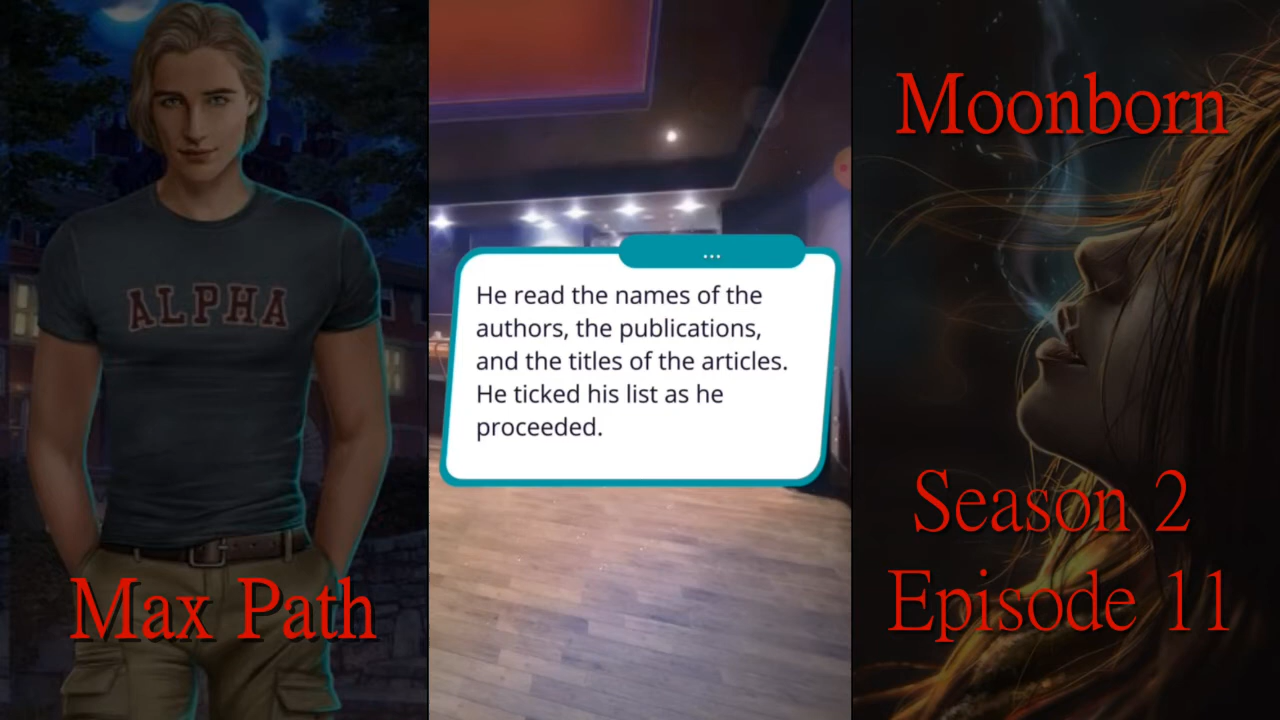 ALPHA
Max Path
...
He read the names of the
authors, the publications,
and the titles of the articles.
He ticked his list as he
proceeded.
Moonborn
Season 2
Episode 11